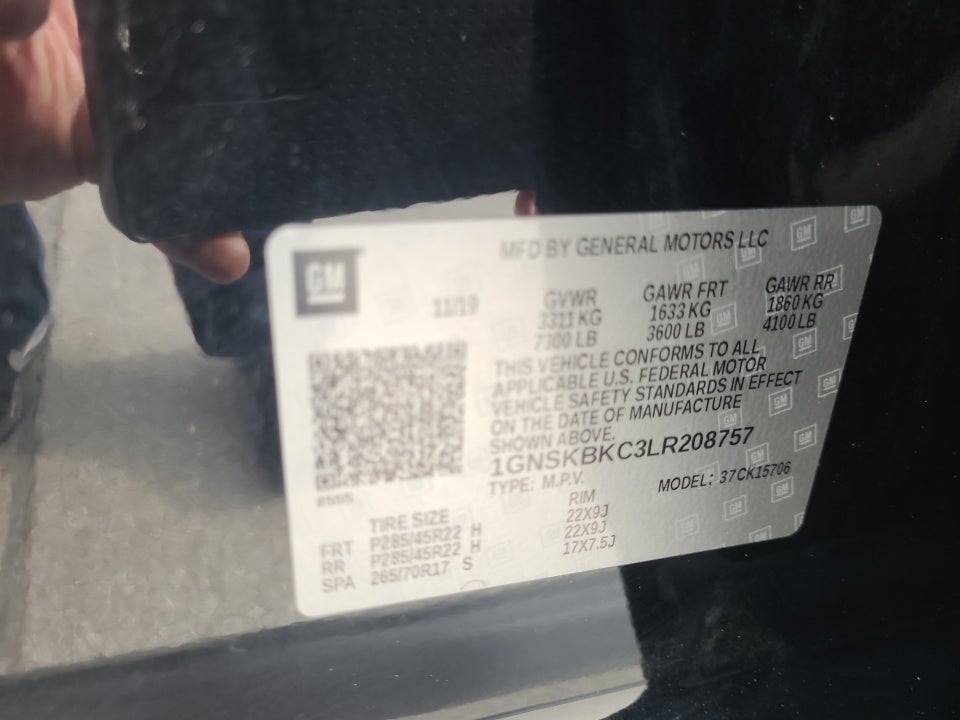 GM
MFD BY GENERAL MOTORS LLC
11/19
GVWR GAWR FRT GAWR RR
3311 KG 1633 KG 1860 KG
7300 LB 3600 LB 4100 LB
THIS VEHICLE CONFORMS TO ALL
APPLICABLE U.S. FEDERAL MOTOR
VEHICLE SAFETY STANDARDS IN EFFECT
ON THE DATE OF MANUFACTURE
SHOWN ABOVE.
1GNSKBKC3LR208757
TYPE: M.P.V. MODEL: 37CK15706
TIRE SIZE RIM
FRT P285/45R22 H 22X9J
RR P285/45R22 H 22X9J
SPA 265/70R17 S 17X7.5J